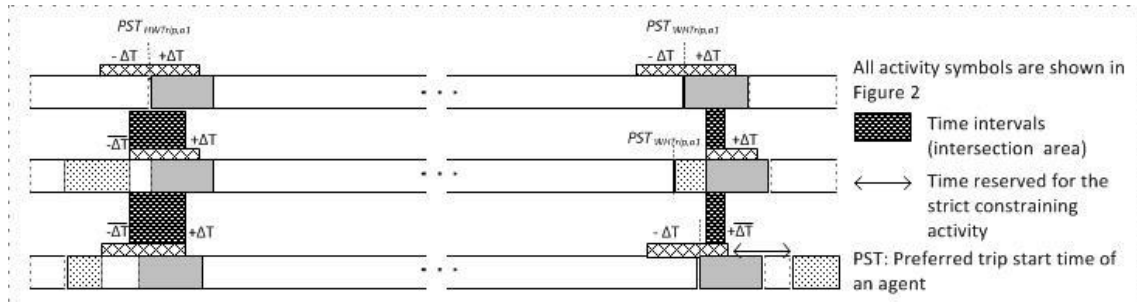 PST HWTrip,a1
PST WHTrip,a1
- ΔT +ΔT
- ΔT +ΔT
All activity symbols are shown in
Figure 2
-ΔT +ΔT
PST WHTrip,a1
+ΔT
Time intervals
(intersection area)
Time reserved for the
strict constraining
activity
-ΔT +ΔT
- ΔT +ΔT
PST: Preferred trip start time of
an agent